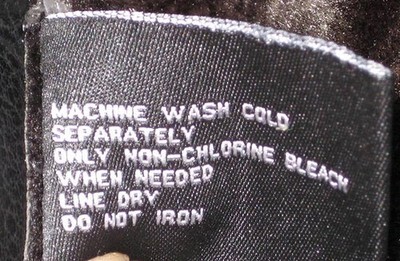 MACHINE WASH COLD
SEPARATELY
ONLY NON-CHLORINE BLEACH
WHEN NEEDED
LINE DRY
DO NOT IRON